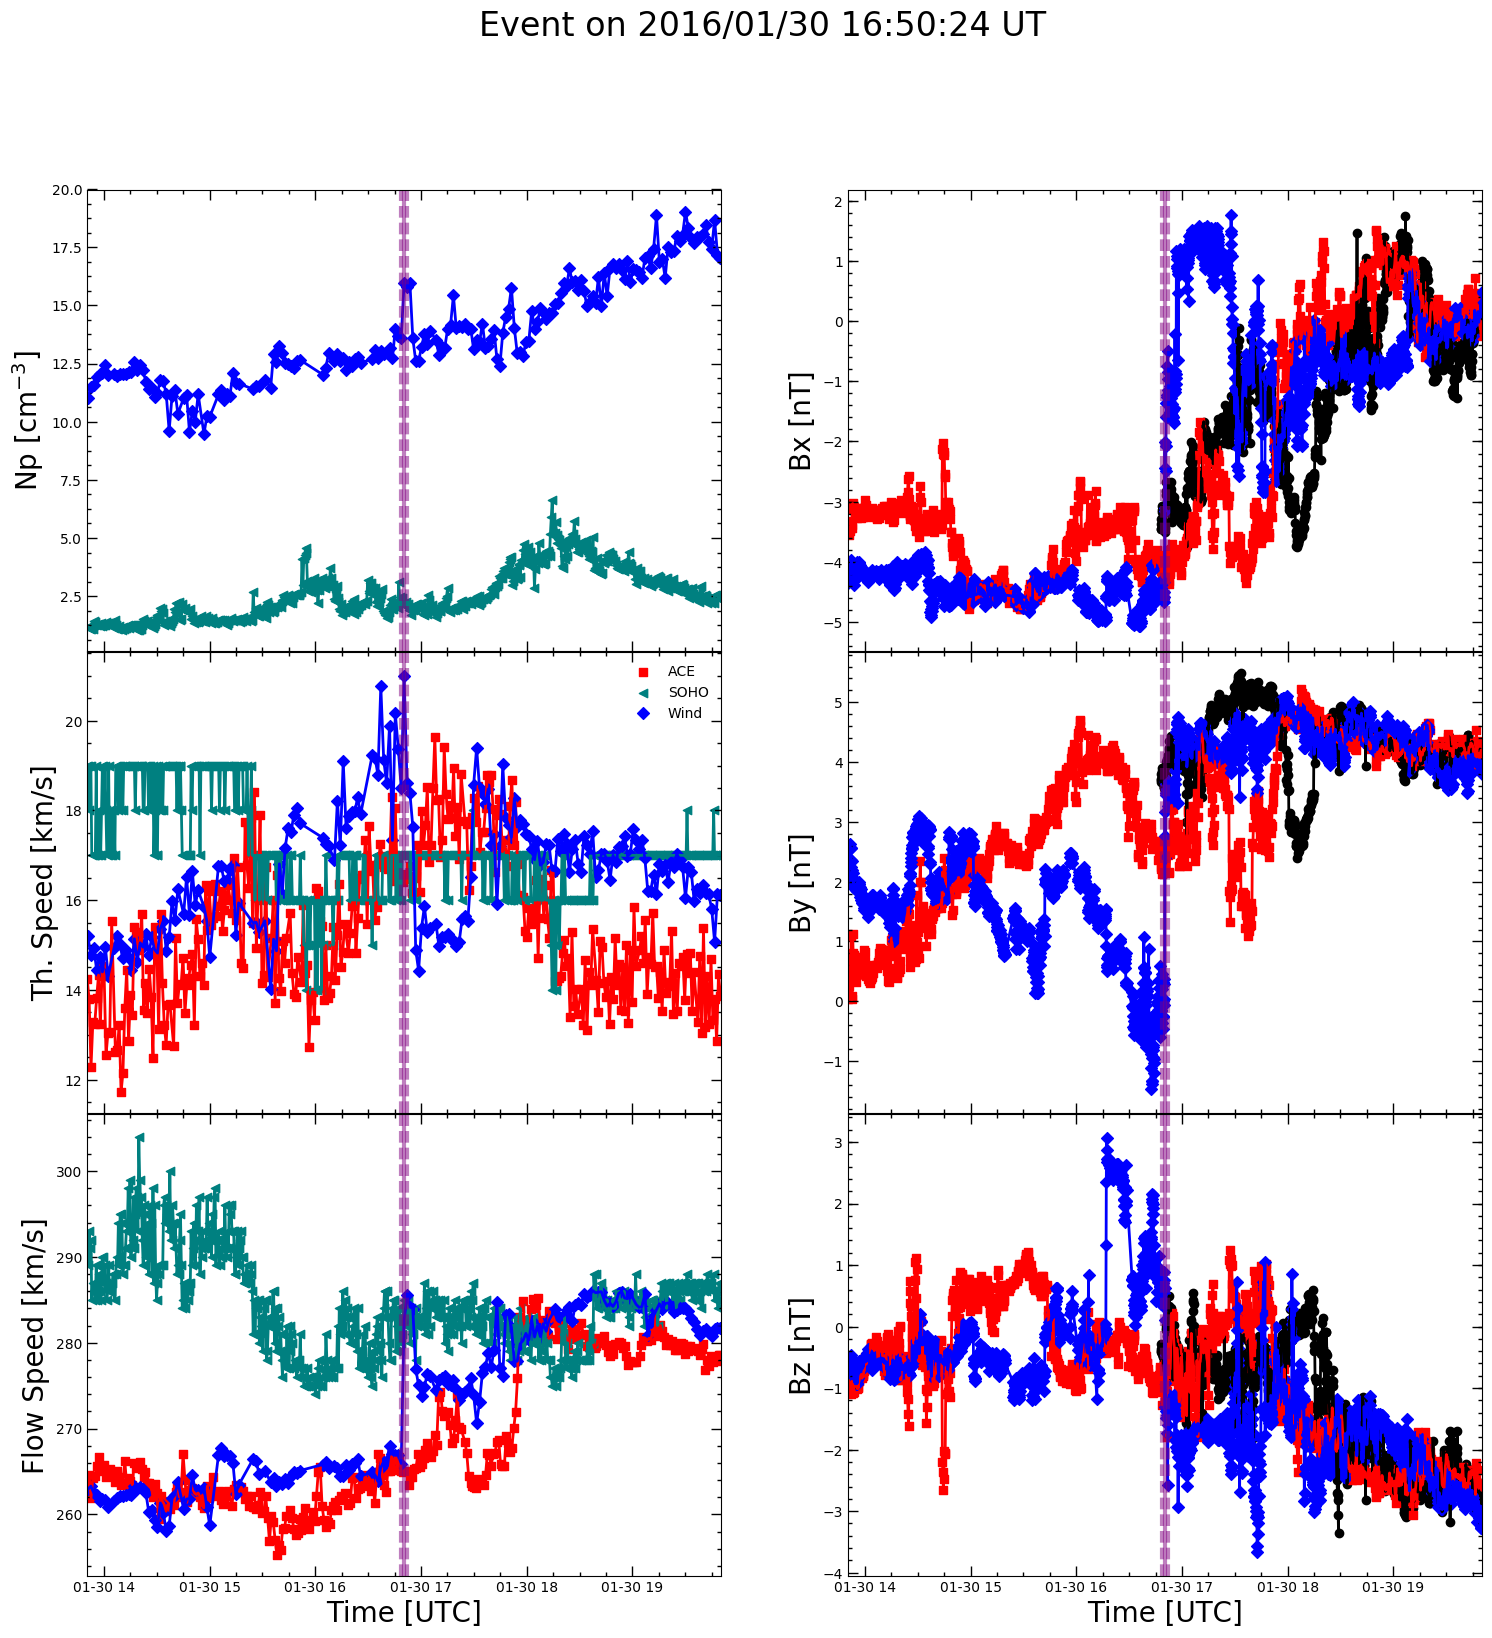 Event on 2016/01/30 16:50:24 UT
20.0
17.5
15.0
12.5
10.0
7.5
5.0
2.5
Np [cm⁻³]
2
1
0
−1
−2
−3
−4
−5
Bx [nT]
ACE
SOHO
Wind
20
18
16
14
12
Th. Speed [km/s]
5
4
3
2
1
0
−1
By [nT]
300
290
280
270
260
Flow Speed [km/s]
01-30 14 01-30 15 01-30 16 01-30 17 01-30 18 01-30 19
Time [UTC]
3
2
1
0
−1
−2
−3
−4
Bz [nT]
01-30 14 01-30 15 01-30 16 01-30 17 01-30 18 01-30 19
Time [UTC]